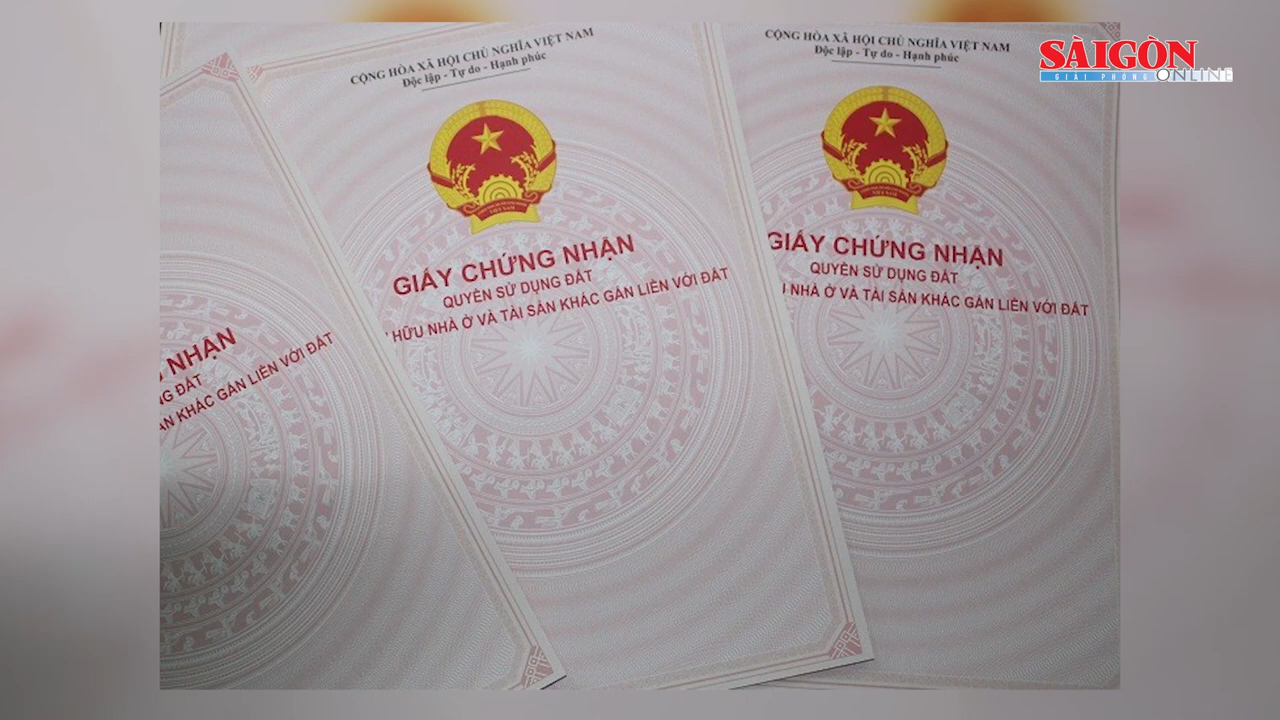 SÀIGÒN
GIẢI PHÓNG ONLINE
CỘNG HÒA XÃ HỘI CHỦ NGHĨA VIỆT NAM
Độc lập - Tự do - Hạnh phúc
VIỆT NAM
GIẤY CHỨNG NHẬN
QUYỀN SỬ DỤNG ĐẤT
HỮU NHÀ Ở VÀ TÀI SẢN KHÁC GẮN LIỀN VỚI ĐẤT
CỘNG HÒA XÃ HỘI CHỦ NGHĨA VIỆT NAM
Độc lập - Tự do - Hạnh phúc
GIẤY CHỨNG NHẬN
QUYỀN SỬ DỤNG ĐẤT
NHÀ Ở VÀ TÀI SẢN KHÁC GẮN LIỀN VỚI ĐẤT
NHẬN
NG ĐẤT
ẢN KHÁC GẮN LIỀN VỚI ĐẤT